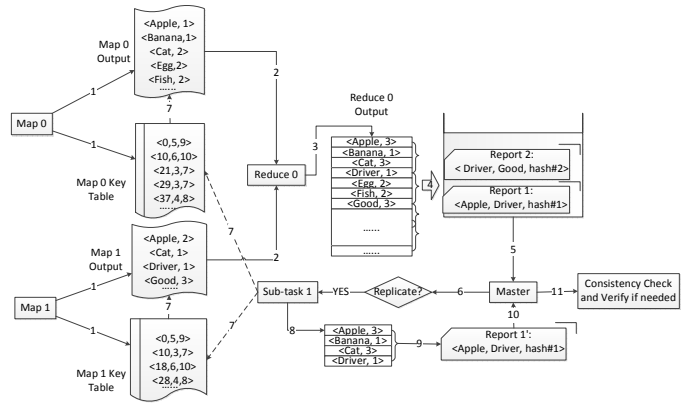 <Apple, 1>
<Banana,1>
<Cat, 2>
<Egg,2>
<Fish, 2>
......
Map 0
Output
1
2
7
Map 0
1
<0,5,9>
<10,6,10>
<21,3,7>
<29,3,7>
<37,4,8>
......
Map 0 Key
Table
Reduce 0
3
Reduce 0
Output
<Apple, 3>
<Banana, 1>
<Cat, 3>
<Driver, 1>
<Egg, 2>
<Fish, 2>
<Good, 3>
......
......
4
Report 2:
< Driver, Good, hash#2>
Report 1:
<Apple, Driver, hash#1>
5
Map 1
Output
<Apple, 2>
<Cat, 1>
<Driver, 1>
<Good, 3>
......
2
7
1
Map 1
1
7
7
<0,5,9>
<10,3,7>
<18,6,10>
<28,4,8>
......
Map 1 Key
Table
Sub-task 1
YES
Replicate?
6
Master
11
Consistency Check
and Verify if needed
10
8
<Apple, 3>
<Banana, 1>
<Cat, 3>
<Driver, 1>
9
Report 1':
<Apple, Driver, hash#1>